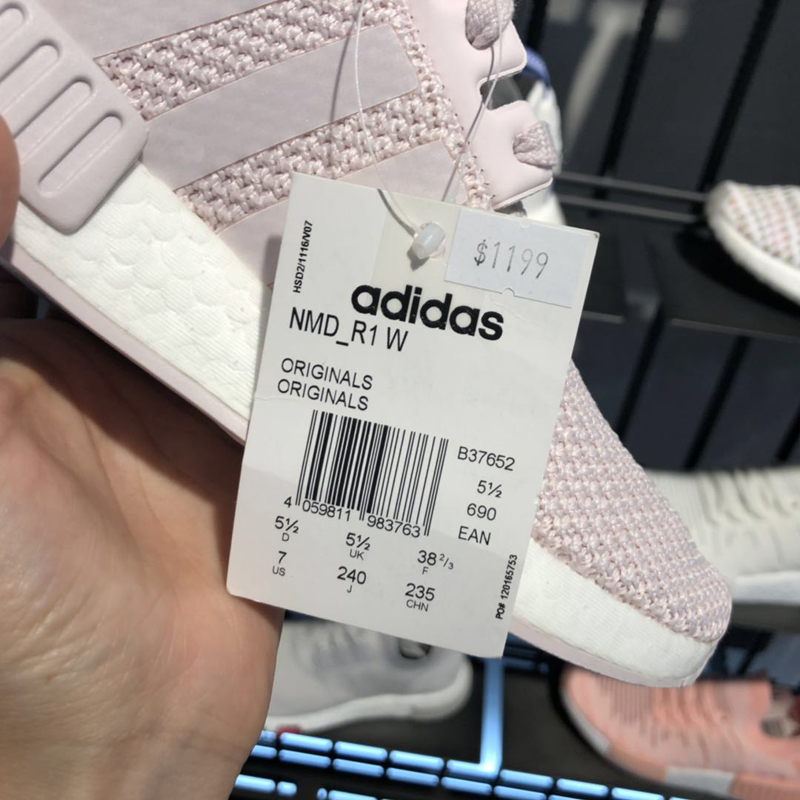 HSD2/1116/V07
$1199
adidas
NMD_R1 W
ORIGINALS
ORIGINALS
B37652
5½
690
EAN
4 059811 983763
5½ 5½ 38 2/3
D UK F
7 240 235
US J CHN
PO# 120165753